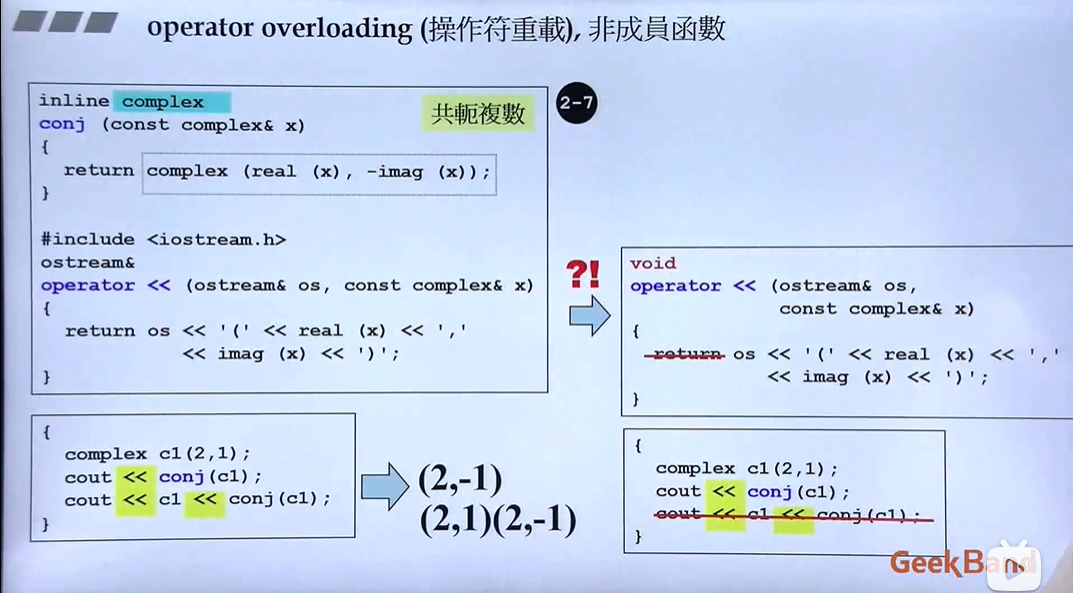 operator overloading (操作符重載), 非成員函數
inline complex
conj (const complex& x)
{
return complex (real (x), -imag (x));
}
共軛複數
2-7
#include <iostream.h>
ostream&
operator << (ostream& os, const complex& x)
{
return os << '(' << real (x) << ','
<< imag (x) << ')';
}
?!
void
operator << (ostream& os,
const complex& x)
{
return os << '(' << real (x) << ','
<< imag (x) << ')';
}
{
complex c1(2,1);
cout << conj(c1);
cout << c1 << conj(c1);
}
(2,-1)
(2,1)(2,-1)
{
complex c1(2,1);
cout << conj(c1);
cout << c1 << conj(c1);
}
GeekBand